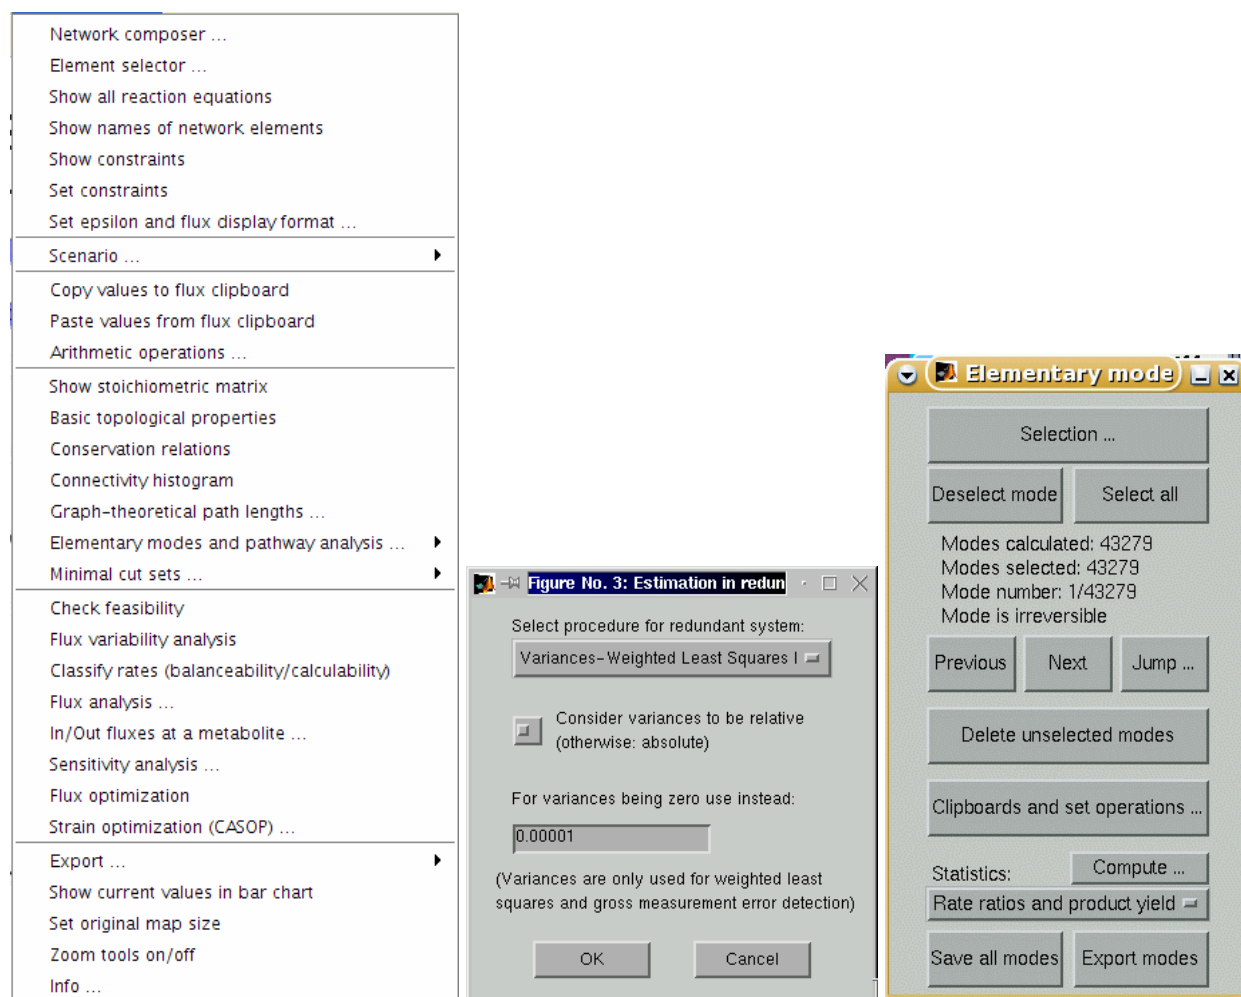 Network composer ...
Element selector ...
Show all reaction equations
Show names of network elements
Show constraints
Set constraints
Set epsilon and flux display format ...
Scenario ...
Copy values to flux clipboard
Paste values from flux clipboard
Arithmetic operations ...
Show stoichiometric matrix
Basic topological properties
Conservation relations
Connectivity histogram
Graph-theoretical path lengths ...
Elementary modes and pathway analysis ...
Minimal cut sets ...
Check feasibility
Flux variability analysis
Classify rates (balanceability/calculability)
Flux analysis ...
In/Out fluxes at a metabolite ...
Sensitivity analysis ...
Flux optimization
Strain optimization (CASOP) ...
Export ...
Show current values in bar chart
Set original map size
Zoom tools on/off
Info ...
Figure No. 3: Estimation in redun
Select procedure for redundant system:
Variances-Weighted Least Squares
Consider variances to be relative
(otherwise: absolute)
For variances being zero use instead:
0.00001
(Variances are only used for weighted least
squares and gross measurement error detection)
OK Cancel
Elementary mode
Selection ...
Deselect mode Select all
Modes calculated: 43279
Modes selected: 43279
Mode number: 1/43279
Mode is irreversible
Previous Next Jump ...
Delete unselected modes
Clipboards and set operations ...
Statistics: Compute ...
Rate ratios and product yield
Save all modes Export modes